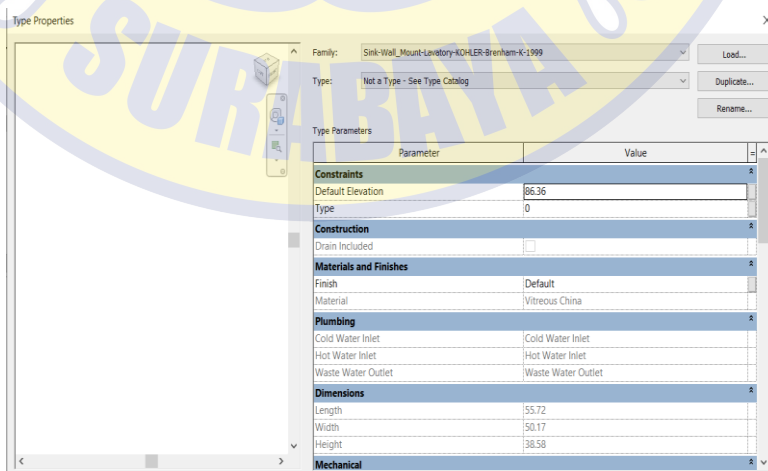 Type Properties
Family: Sink-Wall_Mount-Lavatory-KOHLER-Brenham-K-1999 Load...
Type: Not a Type - See Type Catalog Duplicate...
Rename...
SURABAYA
Type Parameters
Parameter Value =
Constraints
Default Elevation 86.36
Type 0
Construction
Drain Included
Materials and Finishes
Finish Default
Material Vitreous China
Plumbing
Cold Water Inlet Cold Water Inlet
Hot Water Inlet Hot Water Inlet
Waste Water Outlet Waste Water Outlet
Dimensions
Length 55.72
Width 50.17
Height 38.58
Mechanical